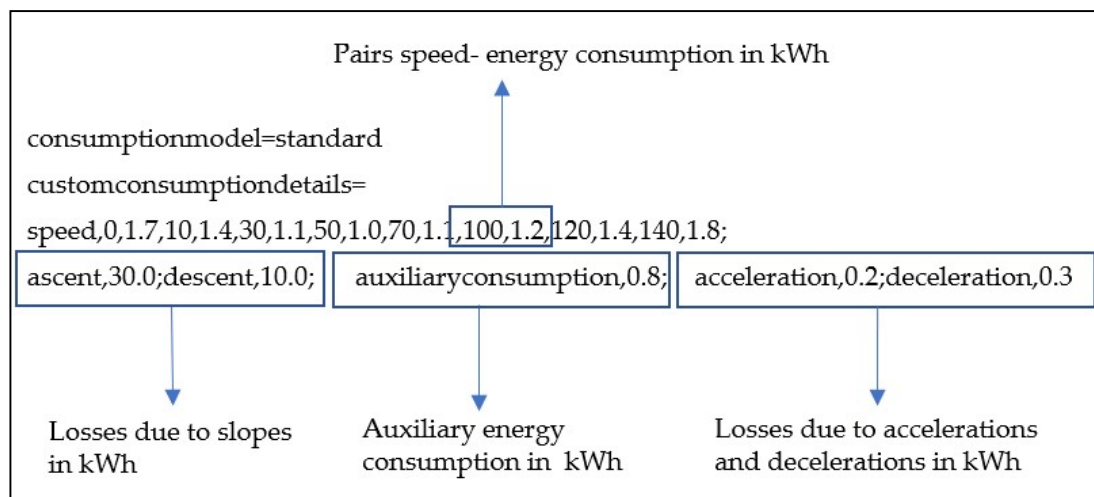 Pairs speed- energy consumption in kWh
consumptionmodel=standard
customconsumptiondetails=
speed,0,1.7,10,1.4,30,1.1,50,1.0,70,1.1,100,1.2,120,1.4,140,1.8;
ascent,30.0;descent,10.0; auxiliaryconsumption,0.8; acceleration,0.2;deceleration,0.3
Losses due to slopes
in kWh
Auxiliary energy
consumption in kWh
Losses due to accelerations
and decelerations in kWh